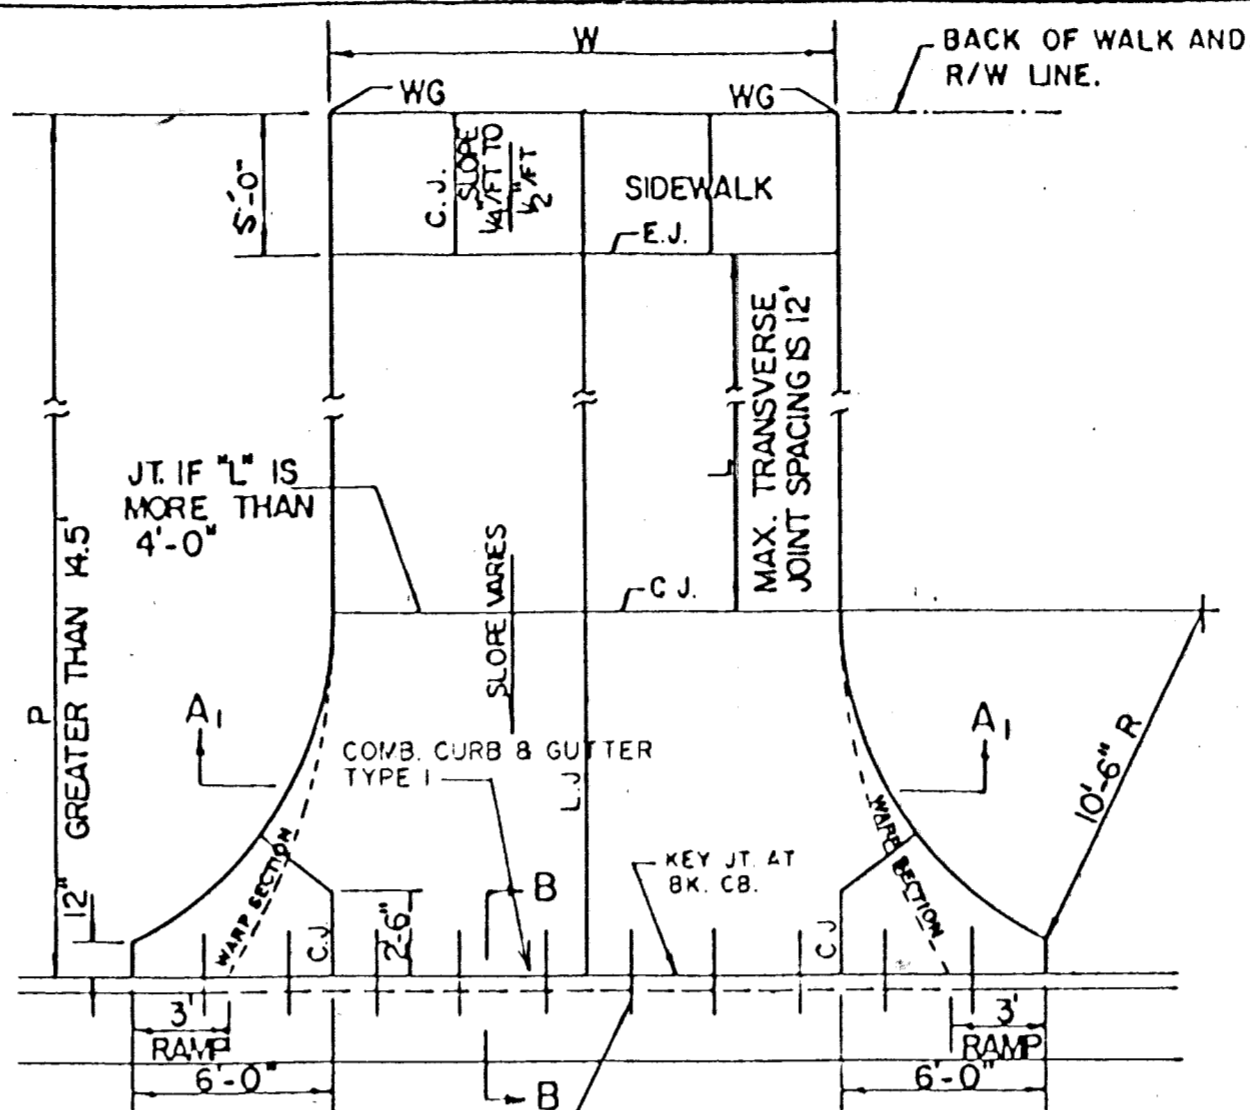 W
BACK OF WALK AND
R/W LINE.
WG
WG
5'-0"
C.J.
SLOPE
1/4"/FT TO
1/2"/FT
SIDEWALK
E.J.
L
MAX. TRANSVERSE
JOINT SPACING IS 12'
JT. IF "L" IS
MORE THAN
4'-0"
P
GREATER THAN 14.5'
SLOPE VARIES
C J.
A1
A1
COMB. CURB & GUTTER
TYPE I
L.J
10'-6" R
WARP SECTION
WARP SECTION
KEY JT. AT
BK. CB.
12"
C.J
2'-6"
B
C J
3'
RAMP
6'-0"
3'
RAMP
6'-0"
B